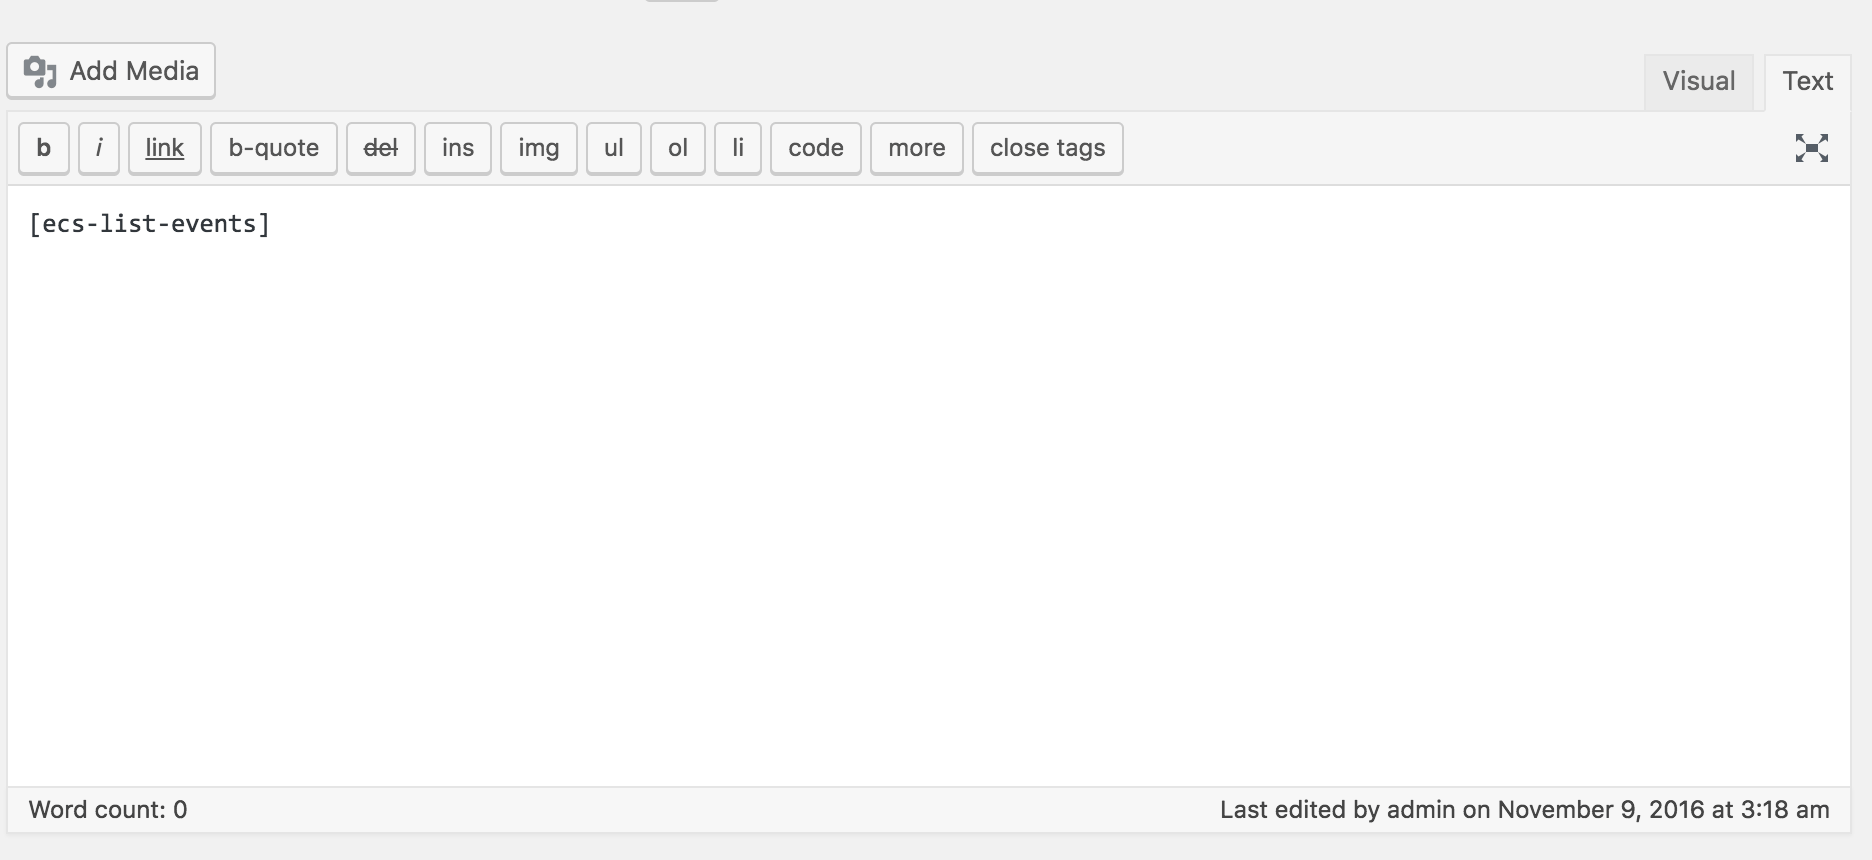 Add Media
Visual Text
b i link b-quote del ins img ul ol li code more close tags
[ecs-list-events]
Word count: 0 Last edited by admin on November 9, 2016 at 3:18 am